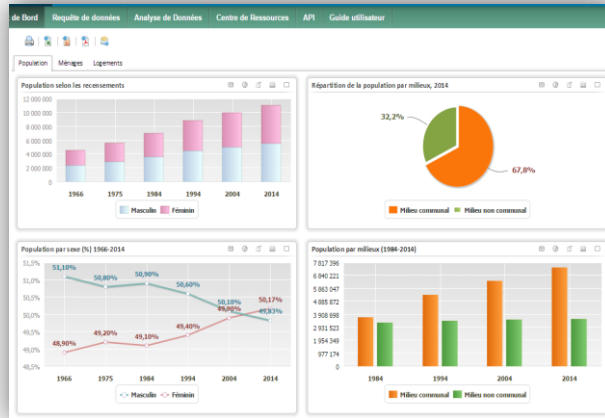 de Bord Requête de données Analyse de Données Centre de Ressources API Guide utilisateur
Population Ménages Logements
Population selon les recensements
12 000 000
10 000 000
8 000 000
6 000 000
4 000 000
2 000 000
0
1966 1975 1984 1994 2004 2014
Masculin Féminin
Répartition de la population par milieu, 2014
32,2%
67,8%
Milieu communal Milieu non communal
Population par sexe (%) 1966-2014
51,5%
51,0%
50,5%
50,0%
49,5%
49,0%
48,5%
51,10% 50,80% 50,90% 50,60% 50,10% 50,17%
48,90% 49,20% 49,10% 49,40% 49,90% 49,83%
1966 1975 1984 1994 2004 2014
Masculin Féminin
Population par milieu (1984-2014)
7 817 396
6 840 221
5 863 047
4 885 872
3 908 698
2 931 523
1 954 349
977 174
0
1984 1994 2004 2014
Milieu communal Milieu non communal